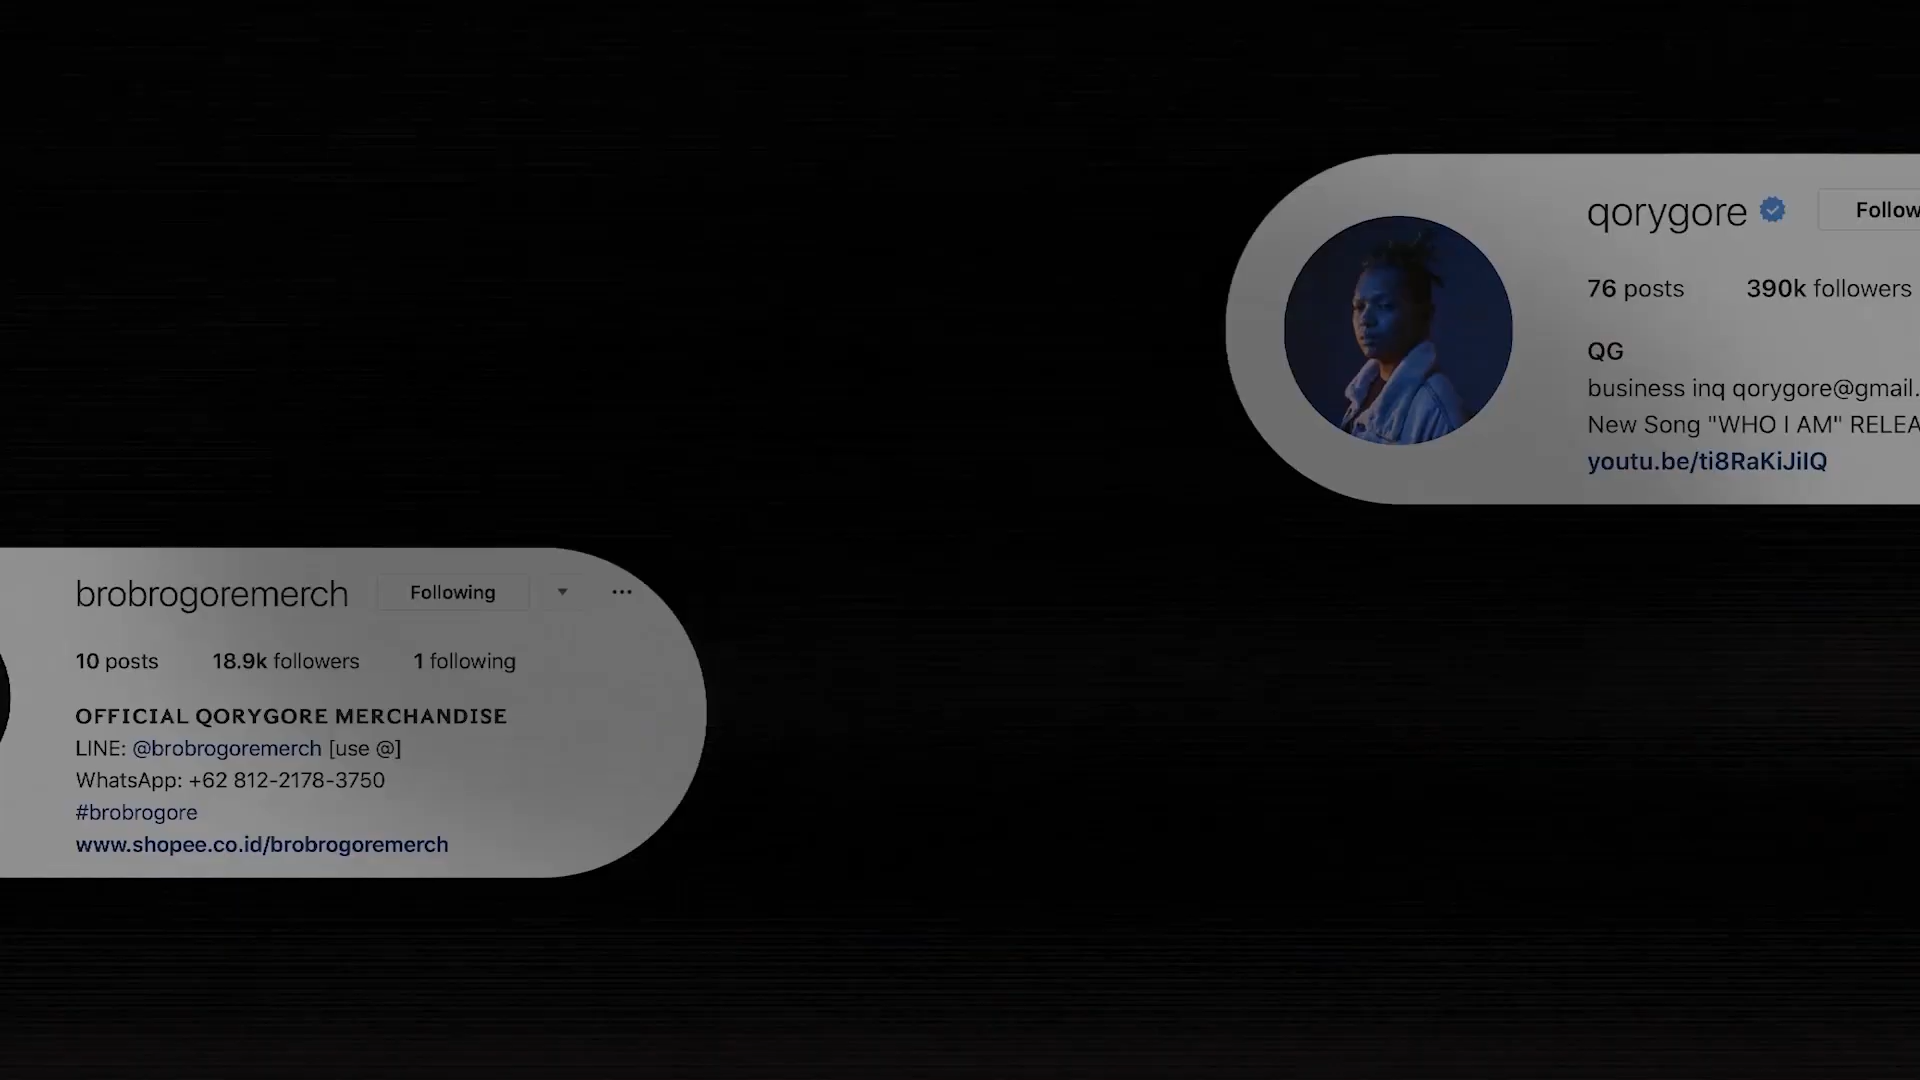 qorygore Follow
76 posts 390k followers
QG
business inq qorygore@gmail.
New Song "WHO I AM" RELEA
youtu.be/ti8RaKiJilQ
brobrogoremerch Following
10 posts 18.9k followers 1 following
OFFICIAL QORYGORE MERCHANDISE
LINE: @brobrogoremerch [use @]
WhatsApp: +62 812-2178-3750
#brobrogore
www.shopee.co.id/brobrogoremerch